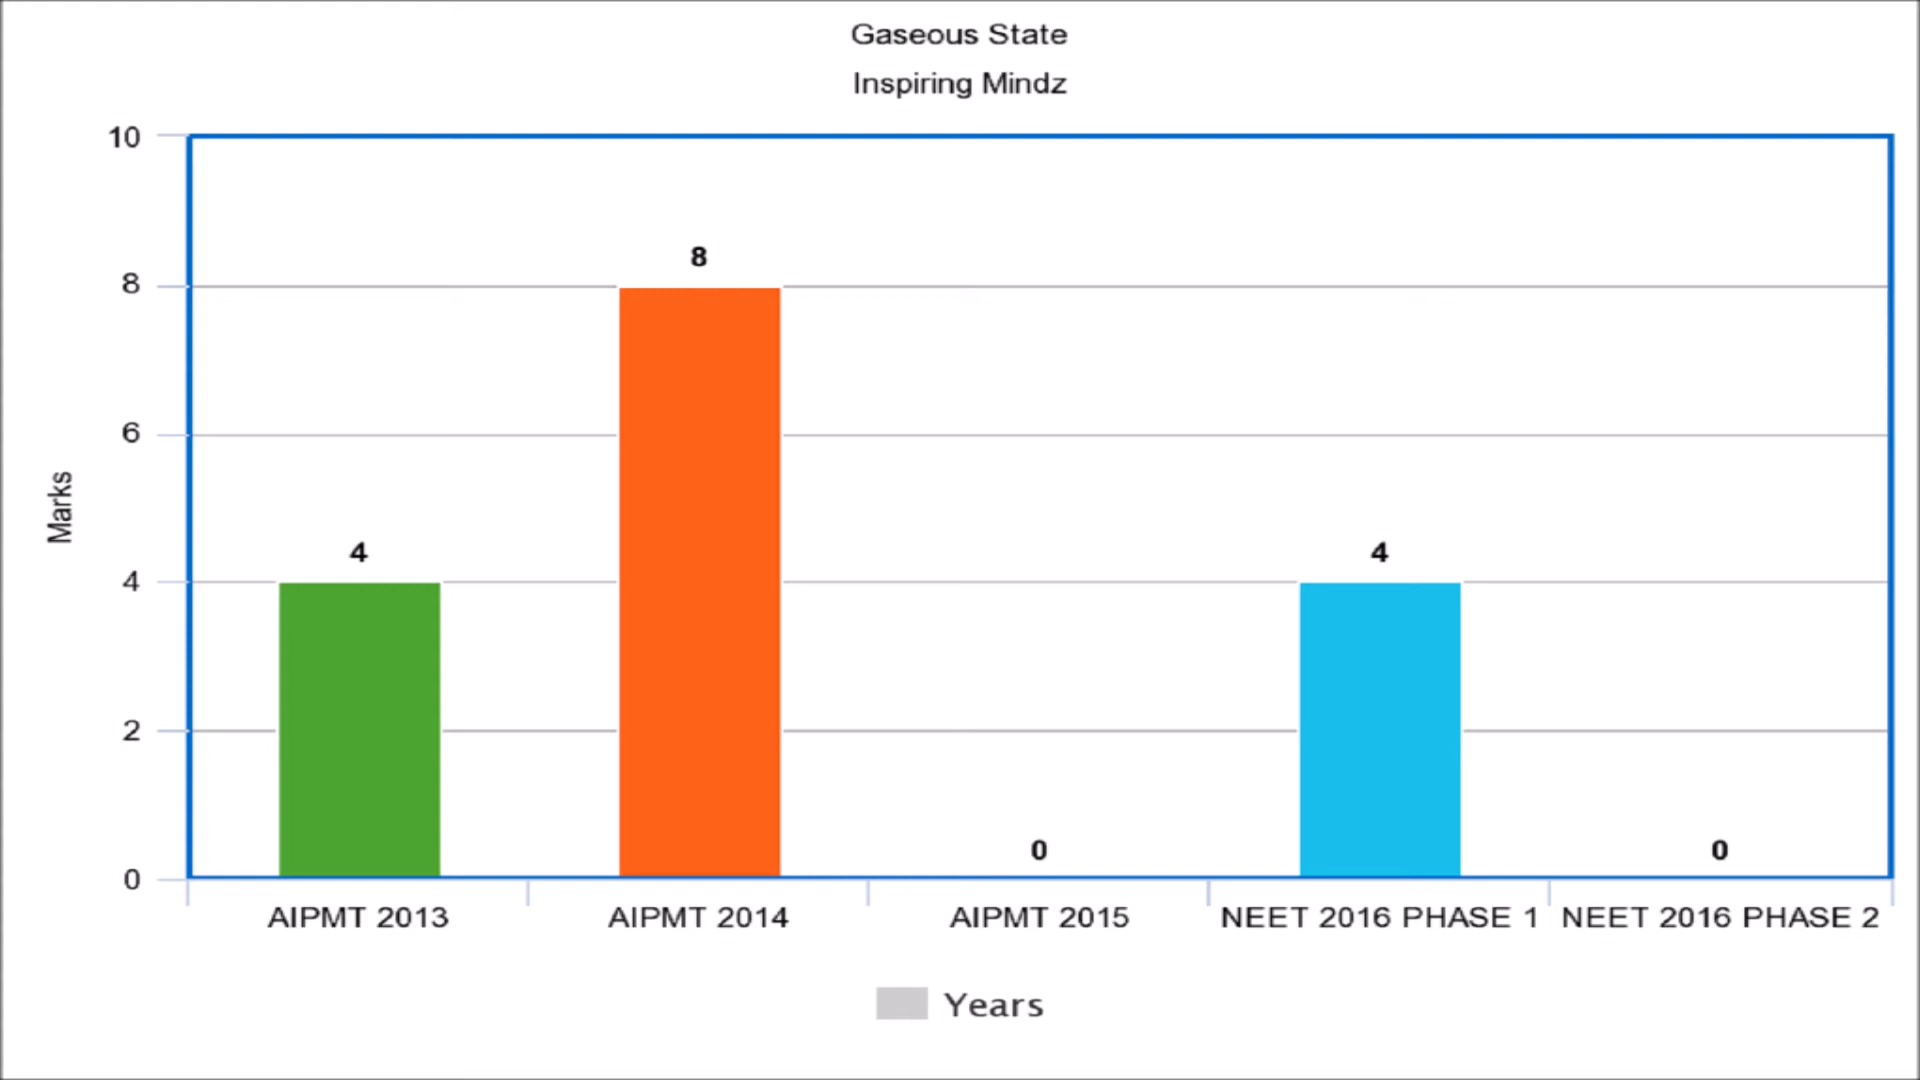 Gaseous State
Inspiring Mindz
10
8
6
4
2
0
Marks
4
8
0
4
0
AIPMT 2013
AIPMT 2014
AIPMT 2015
NEET 2016 PHASE 1
NEET 2016 PHASE 2
Years